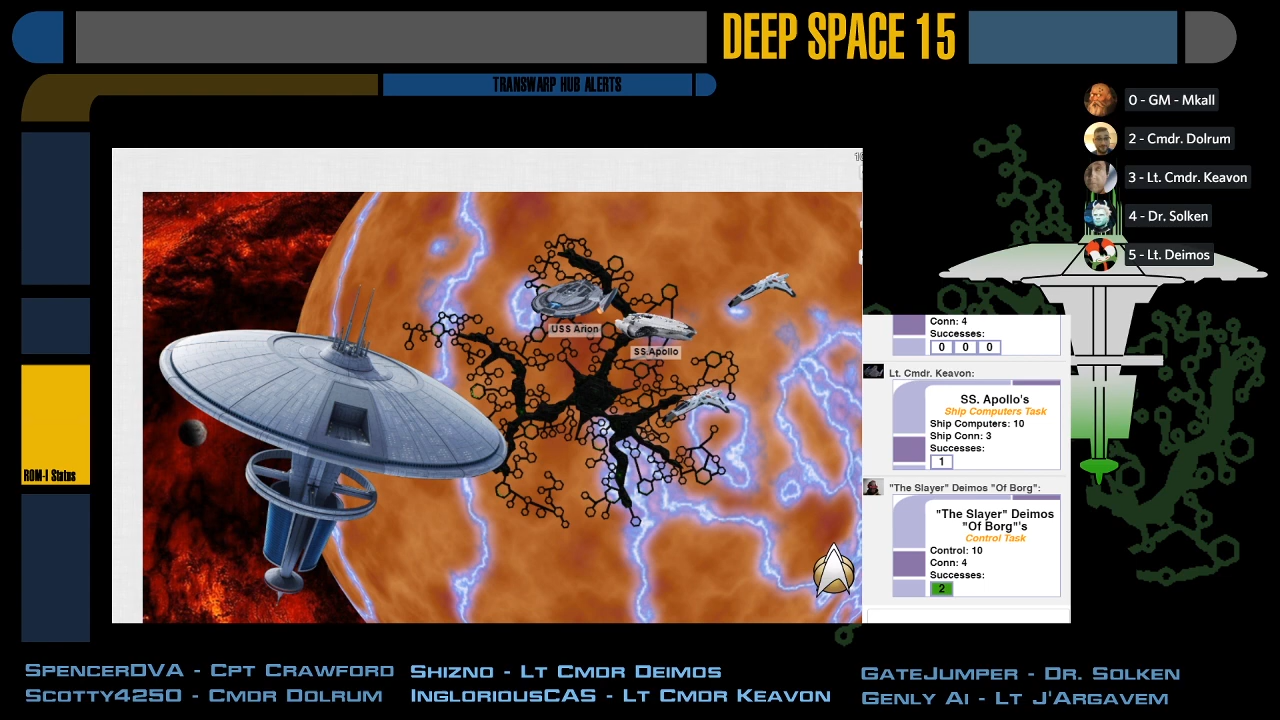 DEEP SPACE 15
TRANSWARP HUB ALERTS
0 - GM - Mkall
2 - Cmdr. Dolrum
3 - Lt. Cmdr. Keavon
4 - Dr. Solken
5 - Lt. Deimos
USS Arion
SS.Apollo
Conn: 4
Successes:
0 0 0
Lt. Cmdr. Keavon:
SS. Apollo's
Ship Computers Task
Ship Computers: 10
Ship Conn: 3
Successes:
1
"The Slayer" Deimos "Of Borg":
"The Slayer" Deimos
"Of Borg"'s
Control Task
Control: 10
Conn: 4
Successes:
2
ROM-I Status
SpencerDVA - Cpt Crawford
Scotty4250 - Cmdr Dolrum
Shizno - Lt Cmdr Deimos
IngloriousCAS - Lt Cmdr Keavon
GateJumper - Dr. Solken
Genly Ai - Lt J'Argavem